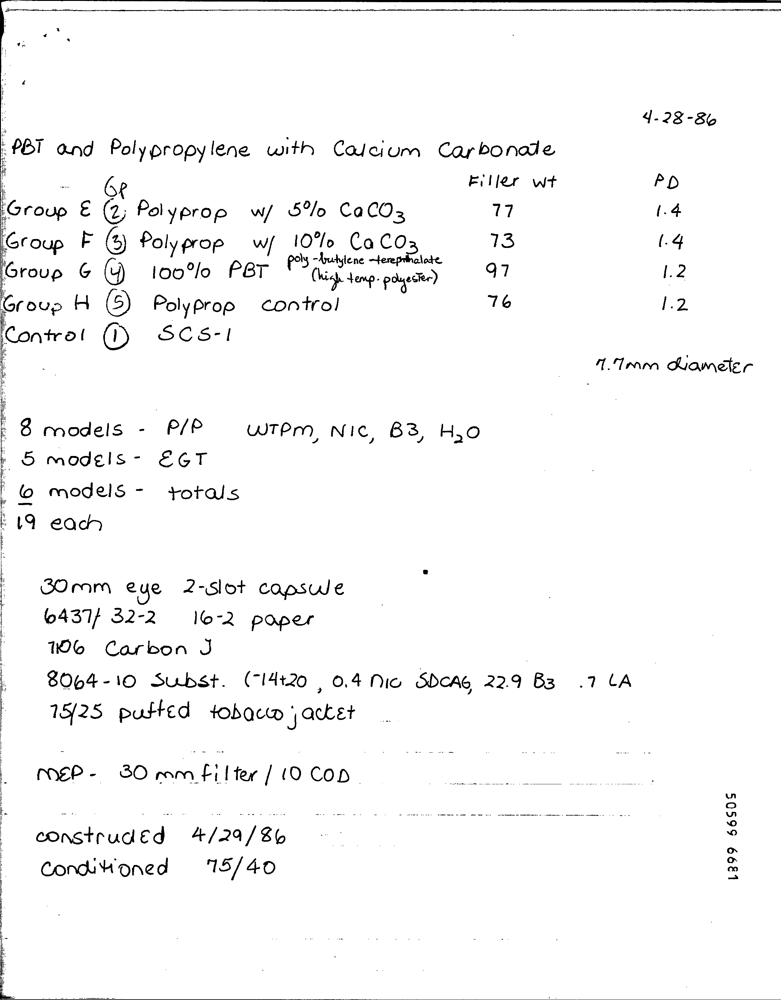 4-28-86
PBT and Polypropylene with Calcium Carbonate
Gp Filler wt PD
Group E (2) Polyprop w/ 5% CaCO3 77 1.4
Group F (3) Polyprop w/ 10% CaCO3 73 1.4
poly-butylene-terepthalate
Group G (4) 100% PBT (high temp. polyester) 97 1.2
Group H (5) Polyprop control 76 1.2
Control (1) SCS-1
7.7mm diameter
8 models - P/P WTPM, NIC, B3, H2O
5 models - EGT
6 models - totals
19 each
30mm eye 2-slot capsule
6437/ 32-2 16-2 paper
7106 Carbon J
8064-10 Subst. (-14+20, 0.4 nic SDCAG, 22.9 B3 .7 LA
75/25 puffed tobacco jacket
MEP - 30 mm filter / 10 COD
constructed 4/29/86
Conditioned 75/40
50599 6681